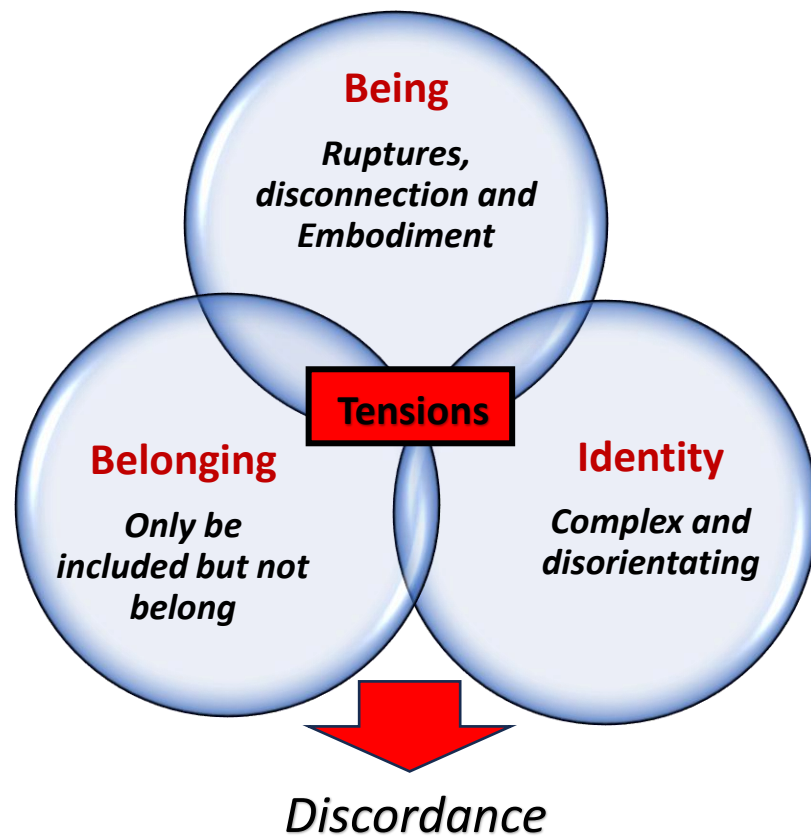 Being
Ruptures,
disconnection and
Embodiment
Tensions
Belonging
Only be
included but not
belong
Identity
Complex and
disorientating
Discordance